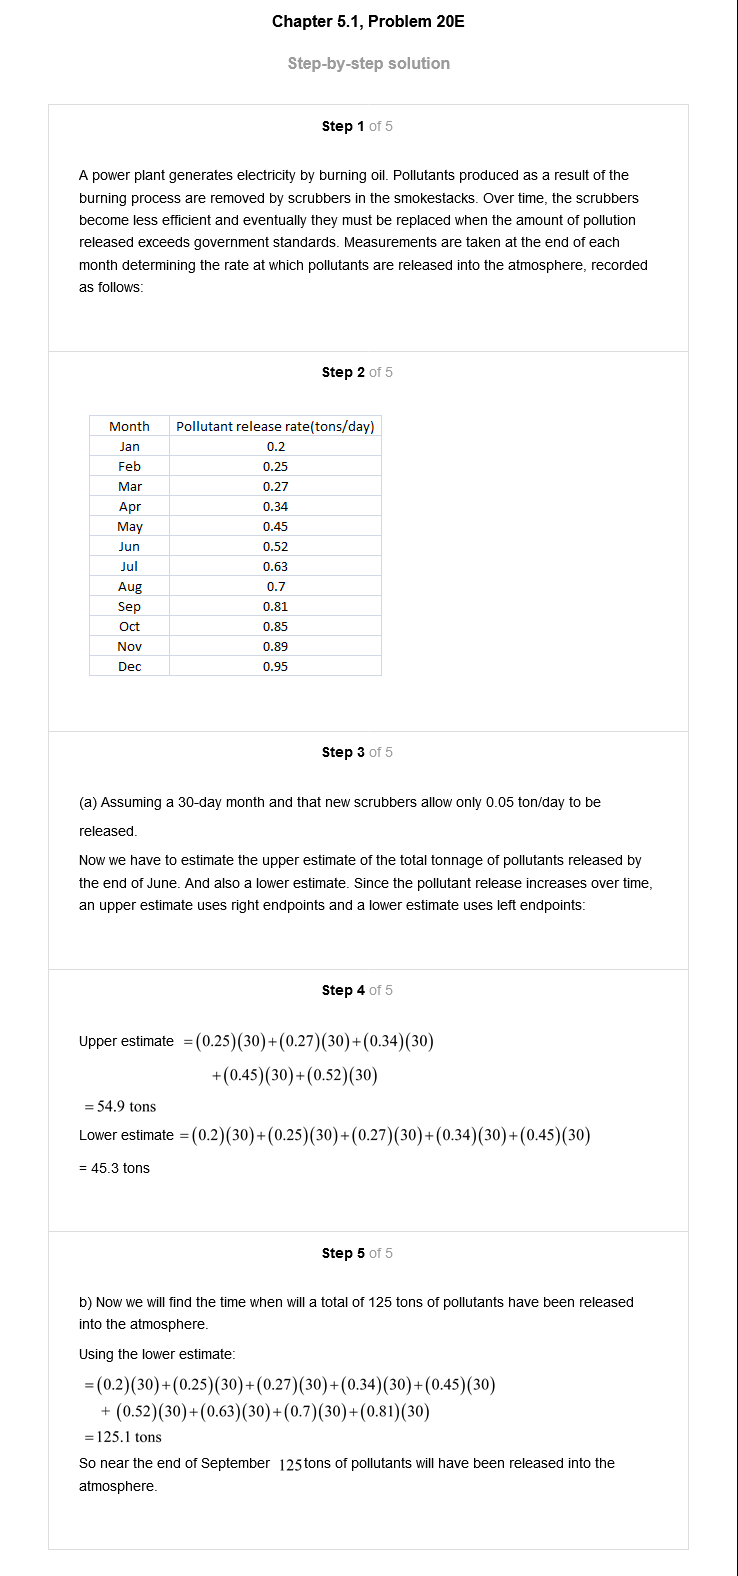 Chapter 5.1, Problem 20E
Step-by-step solution
Step 1 of 5
A power plant generates electricity by burning oil. Pollutants produced as a result of the
burning process are removed by scrubbers in the smokestacks. Over time, the scrubbers
become less efficient and eventually they must be replaced when the amount of pollution
released exceeds government standards. Measurements are taken at the end of each
month determining the rate at which pollutants are released into the atmosphere, recorded
as follows:
Step 2 of 5
Month Pollutant release rate(tons/day)
Jan 0.2
Feb 0.25
Mar 0.27
Apr 0.34
May 0.45
Jun 0.52
Jul 0.63
Aug 0.7
Sep 0.81
Oct 0.85
Nov 0.89
Dec 0.95
Step 3 of 5
(a) Assuming a 30-day month and that new scrubbers allow only 0.05 ton/day to be
released.
Now we have to estimate the upper estimate of the total tonnage of pollutants released by
the end of June. And also a lower estimate. Since the pollutant release increases over time,
an upper estimate uses right endpoints and a lower estimate uses left endpoints:
Step 4 of 5
Upper estimate =(0.25)(30)+(0.27)(30)+(0.34)(30)
+(0.45)(30)+(0.52)(30)
=54.9 tons
Lower estimate =(0.2)(30)+(0.25)(30)+(0.27)(30)+(0.34)(30)+(0.45)(30)
= 45.3 tons
Step 5 of 5
b) Now we will find the time when will a total of 125 tons of pollutants have been released
into the atmosphere.
Using the lower estimate:
=(0.2)(30)+(0.25)(30)+(0.27)(30)+(0.34)(30)+(0.45)(30)
+ (0.52)(30)+(0.63)(30)+(0.7)(30)+(0.81)(30)
=125.1 tons
So near the end of September 125 tons of pollutants will have been released into the
atmosphere.